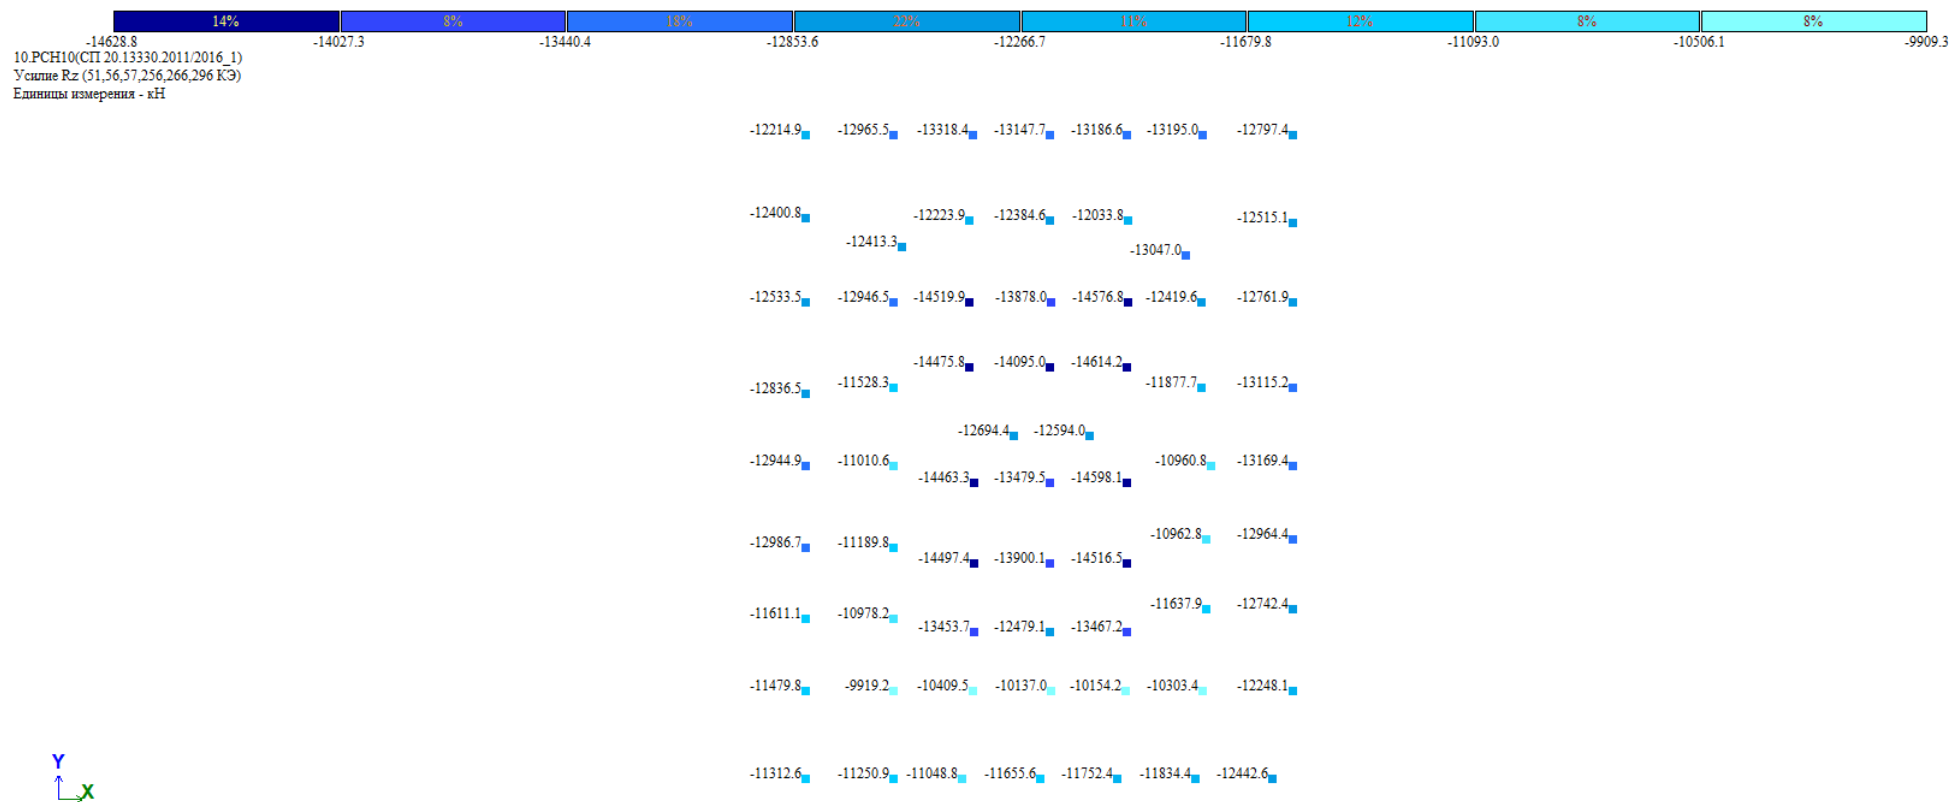 14% 8% 18% 22% 11% 12% 8% 8%
-14628.8 -14027.3 -13440.4 -12853.6 -12266.7 -11679.8 -11093.0 -10506.1 -9909.3
10.РСН10(СП 20.13330.2011/2016_1)
Усилие Rz (51,56,57,256,266,296 КЭ)
Единицы измерения - кН
-12214.9 -12965.5 -13318.4 -13147.7 -13186.6 -13195.0 -12797.4
-12400.8 -12223.9 -12384.6 -12033.8 -12515.1
-12413.3 -13047.0
-12533.5 -12946.5 -14519.9 -13878.0 -14576.8 -12419.6 -12761.9
-14475.8 -14095.0 -14614.2
-12836.5 -11528.3 -11877.7 -13115.2
-12694.4 -12594.0
-12944.9 -11010.6 -10960.8 -13169.4
-14463.3 -13479.5 -14598.1
-10962.8 -12964.4
-12986.7 -11189.8
-14497.4 -13900.1 -14516.5
-11637.9 -12742.4
-11611.1 -10978.2
-13453.7 -12479.1 -13467.2
-11479.8 -9919.2 -10409.5 -10137.0 -10154.2 -10303.4 -12248.1
-11312.6 -11250.9 -11048.8 -11655.6 -11752.4 -11834.4 -12442.6
Y
X